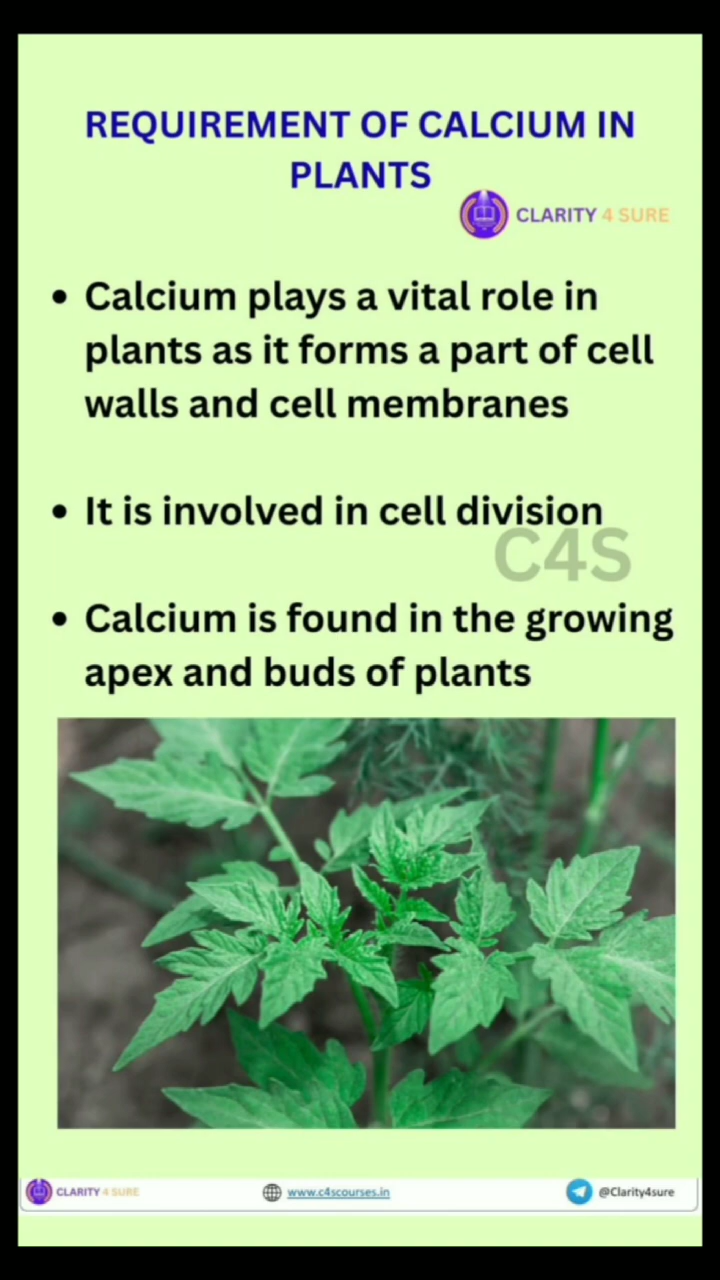 REQUIREMENT OF CALCIUM IN
PLANTS
CLARITY 4 SURE
• Calcium plays a vital role in
plants as it forms a part of cell
walls and cell membranes
• It is involved in cell division
C4S
• Calcium is found in the growing
apex and buds of plants
CLARITY 4 SURE
www.c4scourses.in
@Clarity4sure